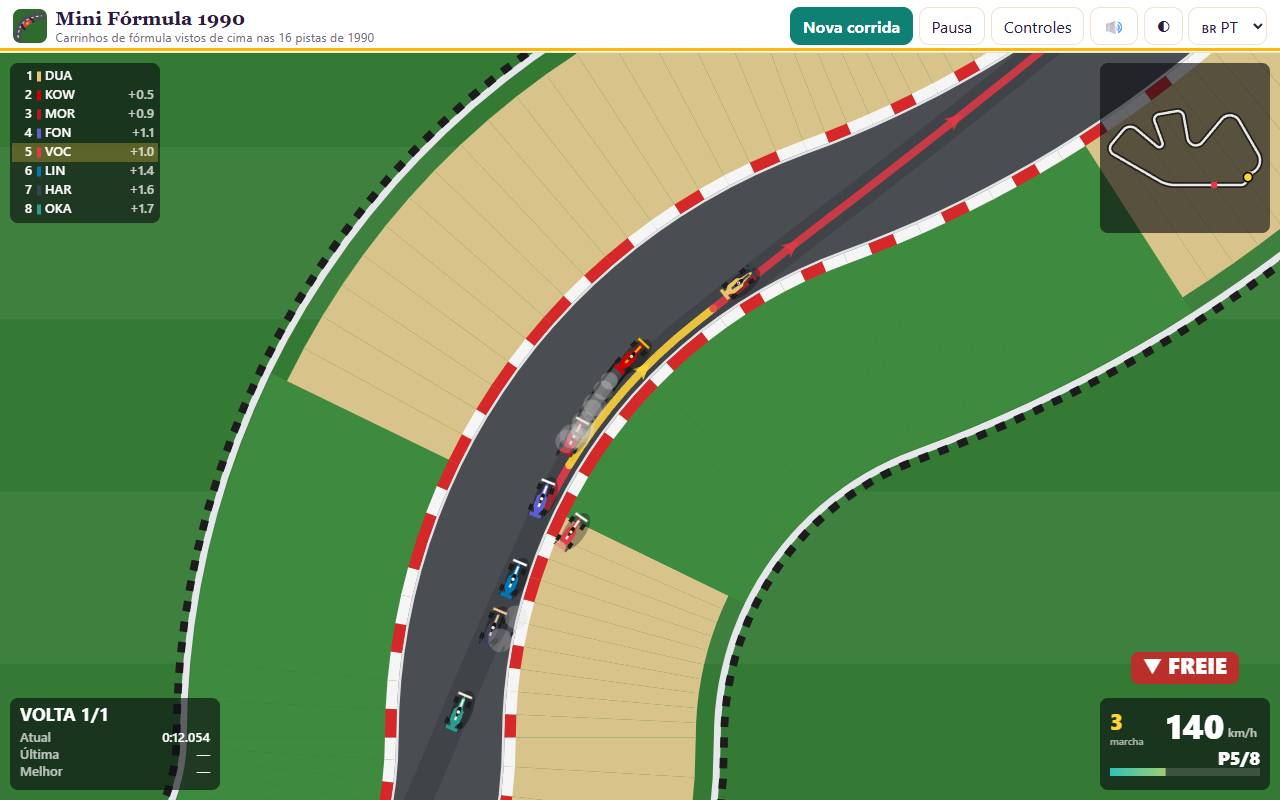 Mini Fórmula 1990
Carrinhos de fórmula vistos de cima nas 16 pistas de 1990
Nova corrida
Pausa
Controles
BR PT
1 DUA
2 KOW +0.5
3 MOR +0.9
4 FON +1.1
5 VOC +1.0
6 LIN +1.4
7 HAR +1.6
8 OKA +1.7
VOLTA 1/1
Atual 0:12.054
Última —
Melhor —
▼ FREIE
3 140 km/h
marcha
P5/8